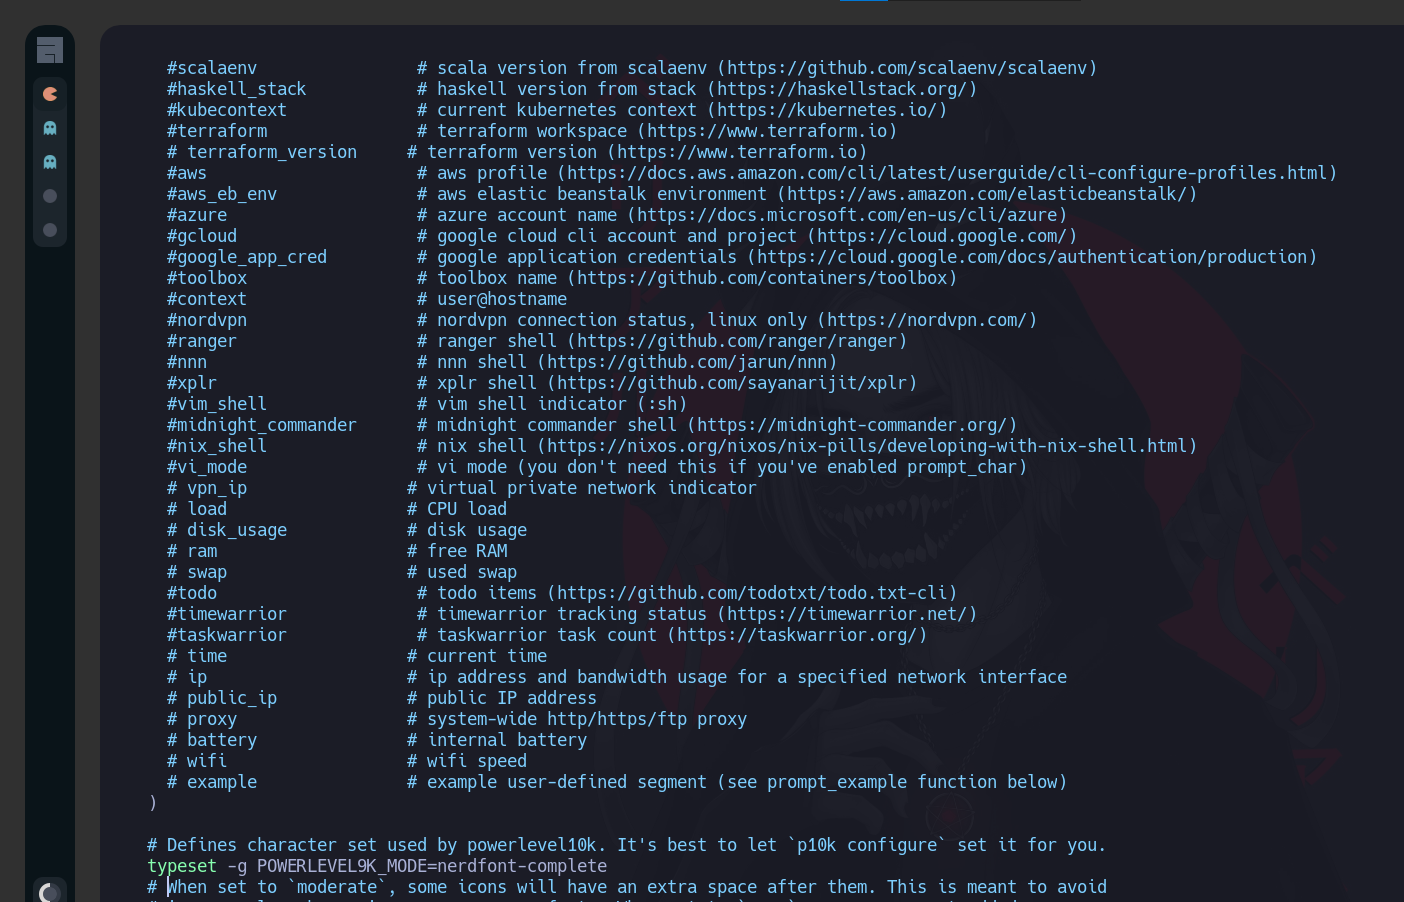 #scalaenv                # scala version from scalaenv (https://github.com/scalaenv/scalaenv)
#haskell_stack           # haskell version from stack (https://haskellstack.org/)
#kubecontext             # current kubernetes context (https://kubernetes.io/)
#terraform               # terraform workspace (https://www.terraform.io)
# terraform_version     # terraform version (https://www.terraform.io)
#aws                     # aws profile (https://docs.aws.amazon.com/cli/latest/userguide/cli-configure-profiles.html)
#aws_eb_env              # aws elastic beanstalk environment (https://aws.amazon.com/elasticbeanstalk/)
#azure                   # azure account name (https://docs.microsoft.com/en-us/cli/azure)
#gcloud                  # google cloud cli account and project (https://cloud.google.com/)
#google_app_cred         # google application credentials (https://cloud.google.com/docs/authentication/production)
#toolbox                 # toolbox name (https://github.com/containers/toolbox)
#context                 # user@hostname
#nordvpn                 # nordvpn connection status, linux only (https://nordvpn.com/)
#ranger                  # ranger shell (https://github.com/ranger/ranger)
#nnn                     # nnn shell (https://github.com/jarun/nnn)
#xplr                    # xplr shell (https://github.com/sayanarijit/xplr)
#vim_shell               # vim shell indicator (:sh)
#midnight_commander      # midnight commander shell (https://midnight-commander.org/)
#nix_shell               # nix shell (https://nixos.org/nixos/nix-pills/developing-with-nix-shell.html)
#vi_mode                 # vi mode (you don't need this if you've enabled prompt_char)
# vpn_ip                # virtual private network indicator
# load                  # CPU load
# disk_usage            # disk usage
# ram                   # free RAM
# swap                  # used swap
#todo                    # todo items (https://github.com/todotxt/todo.txt-cli)
#timewarrior             # timewarrior tracking status (https://timewarrior.net/)
#taskwarrior             # taskwarrior task count (https://taskwarrior.org/)
# time                  # current time
# ip                    # ip address and bandwidth usage for a specified network interface
# public_ip             # public IP address
# proxy                 # system-wide http/https/ftp proxy
# battery               # internal battery
# wifi                  # wifi speed
# example               # example user-defined segment (see prompt_example function below)
)
# Defines character set used by powerlevel10k. It's best to let `p10k configure` set it for you.
typeset -g POWERLEVEL9K_MODE=nerdfont-complete
# When set to `moderate`, some icons will have an extra space after them. This is meant to avoid